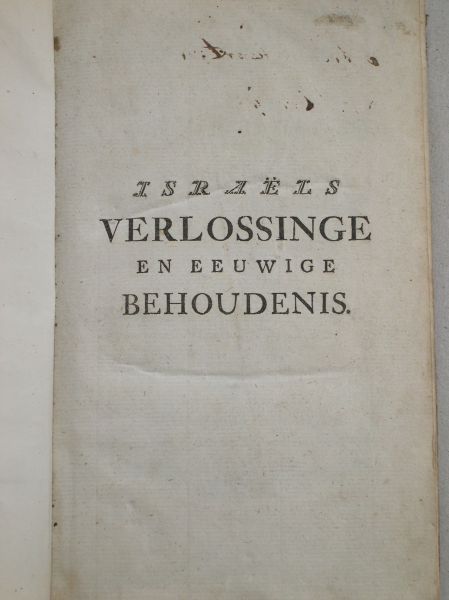 ISRAËLS
VERLOSSINGE
EN EEUWIGE
BEHOUDENIS.